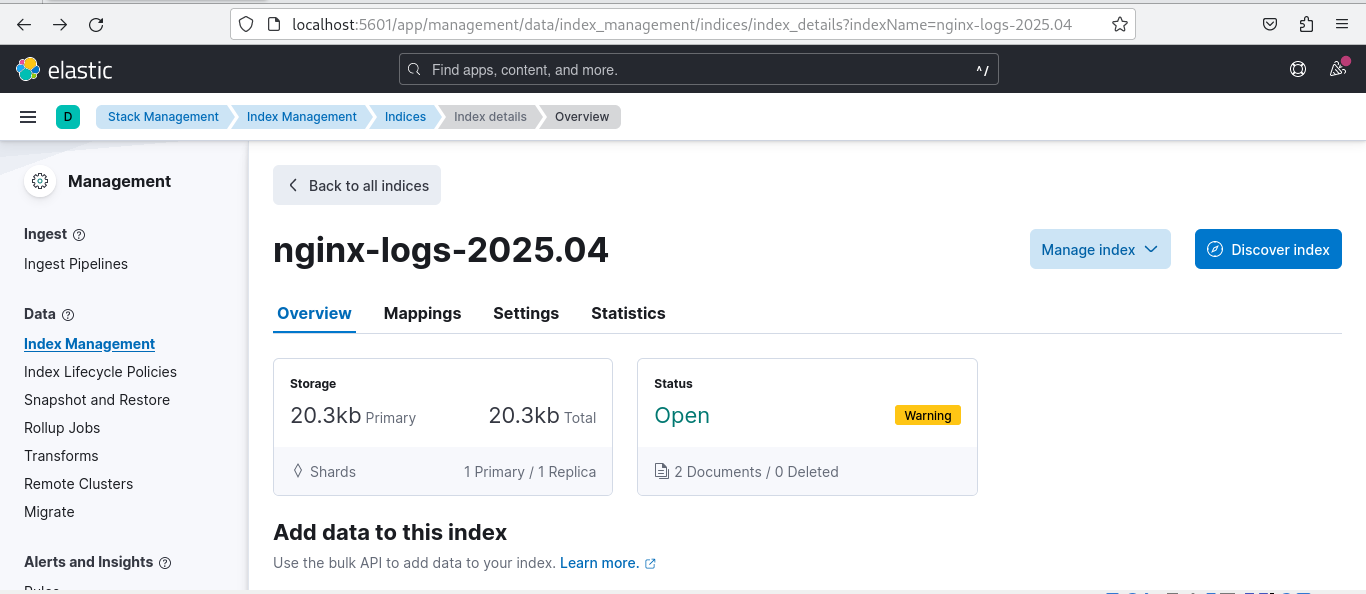 localhost:5601/app/management/data/index_management/indices/index_details?indexName=nginx-logs-2025.04
elastic
Find apps, content, and more.
^/
D
Stack Management
Index Management
Indices
Index details
Overview
Management
Ingest
Ingest Pipelines
Data
Index Management
Index Lifecycle Policies
Snapshot and Restore
Rollup Jobs
Transforms
Remote Clusters
Migrate
Alerts and Insights
Back to all indices
nginx-logs-2025.04
Manage index
Discover index
Overview
Mappings
Settings
Statistics
Storage
20.3kb Primary
20.3kb Total
Shards
1 Primary / 1 Replica
Status
Open
Warning
2 Documents / 0 Deleted
Add data to this index
Use the bulk API to add data to your index. Learn more.